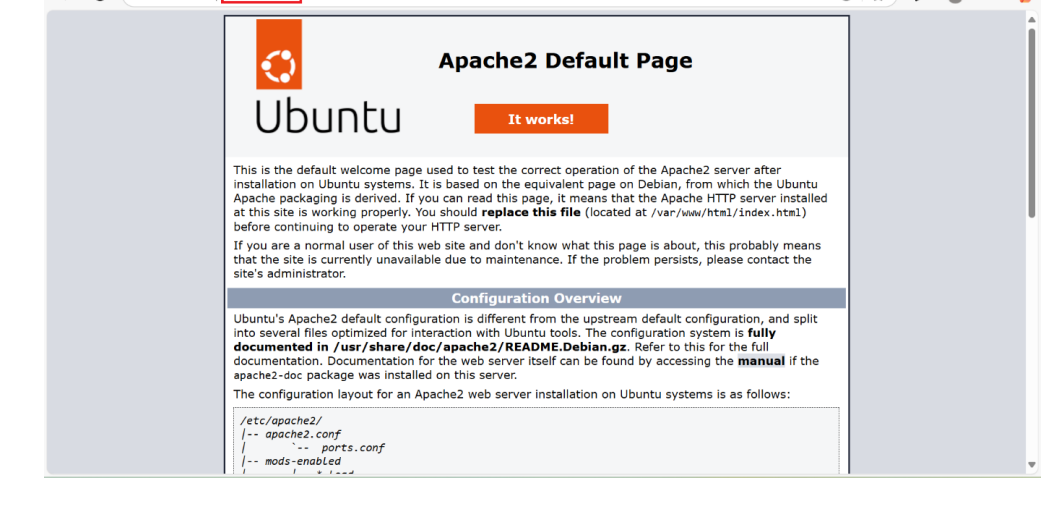 Apache2 Default Page
Ubuntu
It works!
This is the default welcome page used to test the correct operation of the Apache2 server after
installation on Ubuntu systems. It is based on the equivalent page on Debian, from which the Ubuntu
Apache packaging is derived. If you can read this page, it means that the Apache HTTP server installed
at this site is working properly. You should replace this file (located at /var/www/html/index.html)
before continuing to operate your HTTP server.
If you are a normal user of this web site and don't know what this page is about, this probably means
that the site is currently unavailable due to maintenance. If the problem persists, please contact the
site's administrator.
Configuration Overview
Ubuntu's Apache2 default configuration is different from the upstream default configuration, and split
into several files optimized for interaction with Ubuntu tools. The configuration system is fully
documented in /usr/share/doc/apache2/README.Debian.gz. Refer to this for the full
documentation. Documentation for the web server itself can be found by accessing the manual if the
apache2-doc package was installed on this server.
The configuration layout for an Apache2 web server installation on Ubuntu systems is as follows:
/etc/apache2/
|-- apache2.conf
|       `--  ports.conf
|-- mods-enabled